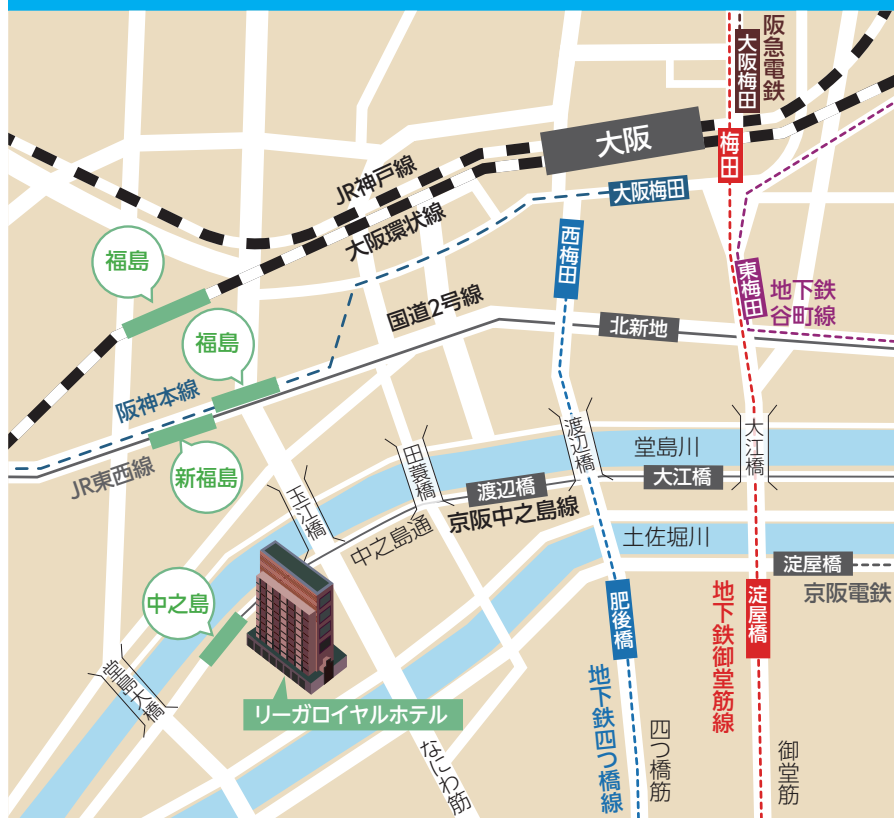 阪急電鉄
大阪梅田
大阪
梅田
JR神戸線
大阪環状線
大阪梅田
西梅田
福島
東梅田
地下鉄
谷町線
国道2号線
北新地
福島
阪神本線
新福島
JR東西線
渡辺橋
大江橋
田蓑橋
堂島川
玉江橋
渡辺橋
大江橋
京阪中之島線
中之島通
土佐堀川
淀屋橋
京阪電鉄
中之島
肥後橋
淀屋橋
地下鉄御堂筋線
堂島大橋
リーガロイヤルホテル
地下鉄四つ橋線
四つ橋筋
なにわ筋
御堂筋